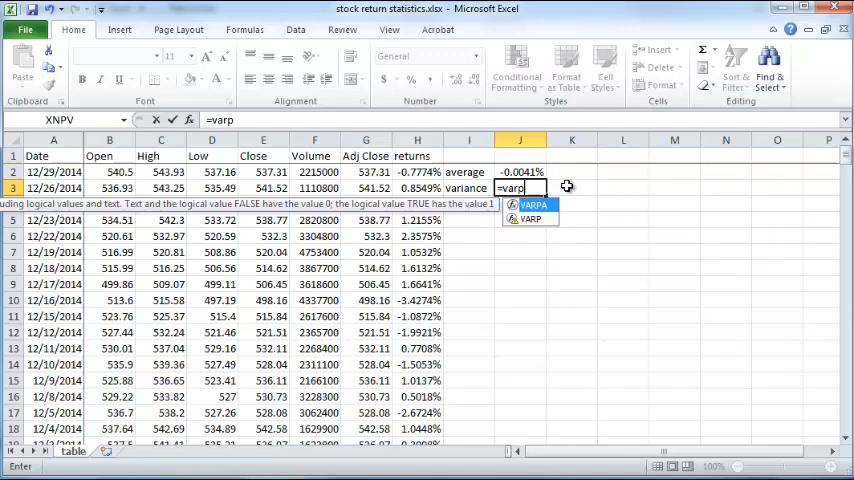 stock return statistics.xlsx - Microsoft Excel
File Home Insert Page Layout Formulas Data Review View Acrobat
Paste
General
Conditional Formatting
Format as Table
Cell Styles
Insert
Delete
Format
Sort & Filter
Find & Select
Clipboard Font Alignment Number Styles Cells Editing
XNPV =varp
A B C D E F G H I J K L M N O P
1 Date Open High Low Close Volume Adj Close returns
2 12/29/2014 540.5 543.93 537.16 537.31 2215000 537.31 -0.7774% average -0.0041%
3 12/26/2014 536.93 543.25 535.49 541.52 1110800 541.52 0.8549% variance =varp
uding logical values and text. Text and the logical value FALSE have the value 0; the logical value TRUE has the value 1
VARPA
VARP
5 12/23/2014 534.51 542.3 533.72 538.77 2820800 538.77 1.2155%
6 12/22/2014 520.61 532.97 520.59 532.3 3304800 532.3 2.3575%
7 12/19/2014 516.99 520.81 508.86 520.04 4753400 520.04 1.0532%
8 12/18/2014 515.59 516.25 506.59 514.62 3867700 514.62 1.6132%
9 12/17/2014 499.86 509.07 499.11 506.45 3618600 506.45 1.6641%
10 12/16/2014 513.6 515.58 497.19 498.16 4337700 498.16 -3.4274%
11 12/15/2014 523.76 525.37 515.4 515.84 2617600 515.84 -1.0872%
12 12/12/2014 527.44 532.24 521.46 521.51 2365700 521.51 -1.9921%
13 12/11/2014 530.01 537.04 529.16 532.11 2268400 532.11 0.7708%
14 12/10/2014 535.9 539.36 527.49 528.04 2311100 528.04 -1.5053%
15 12/9/2014 525.88 536.65 523.41 536.11 2166100 536.11 1.0137%
16 12/8/2014 529.22 533.82 527 530.73 3228300 530.73 0.5018%
17 12/5/2014 536.7 538.2 527.26 528.08 3062400 528.08 -2.6724%
18 12/4/2014 537.64 542.69 534.89 542.58 1629900 542.58 1.0448%
table
Enter 100%